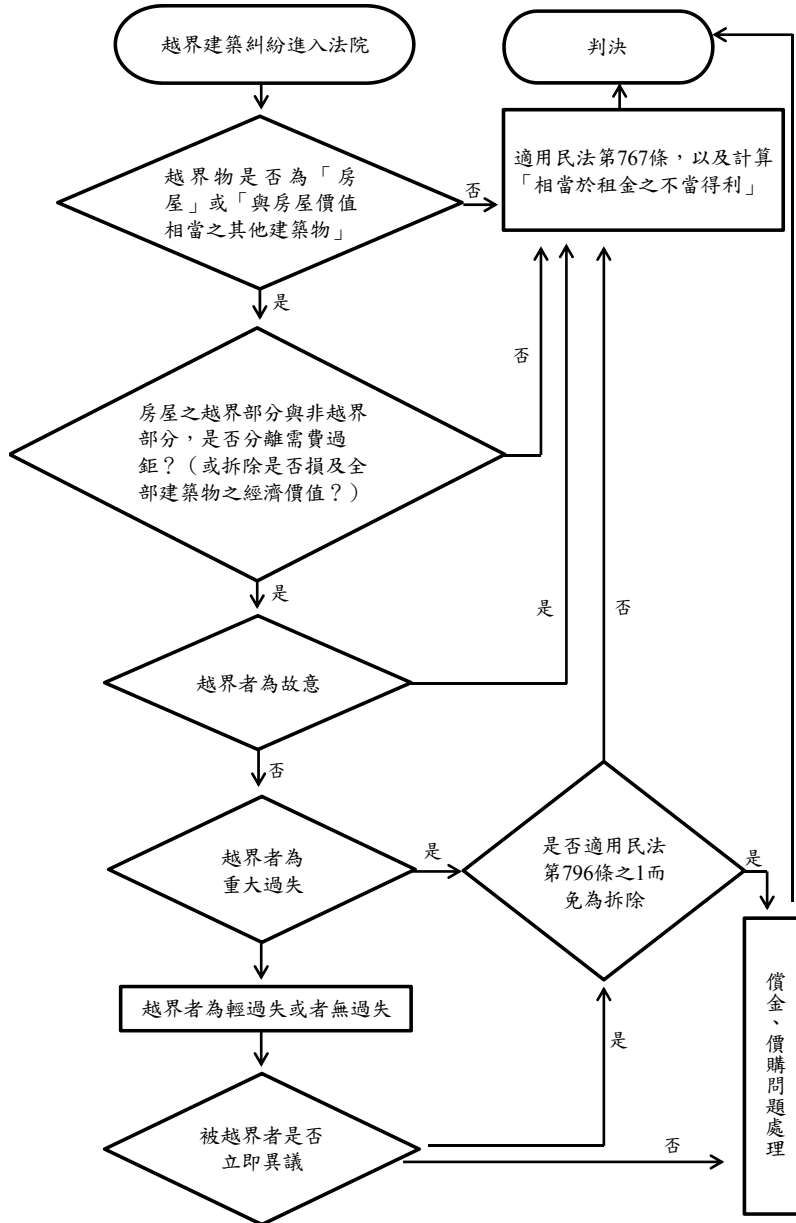 越界建築糾紛進入法院
判決
適用民法第767條,以及計算
「相當於租金之不當得利」
越界物是否為「房
屋」或「與房屋價值
相當之其他建築物」
否
是
否
房屋之越界部分與非越界
部分,是否分離需費過
鉅?(或拆除是否損及全
部建築物之經濟價值?)
是
是
否
越界者為故意
否
越界者為
重大過失
是
是否適用民法
第796條之1而
免為拆除
是
越界者為輕過失或者無過失
償金、價購問題處理
是
被越界者是否
立即異議
否